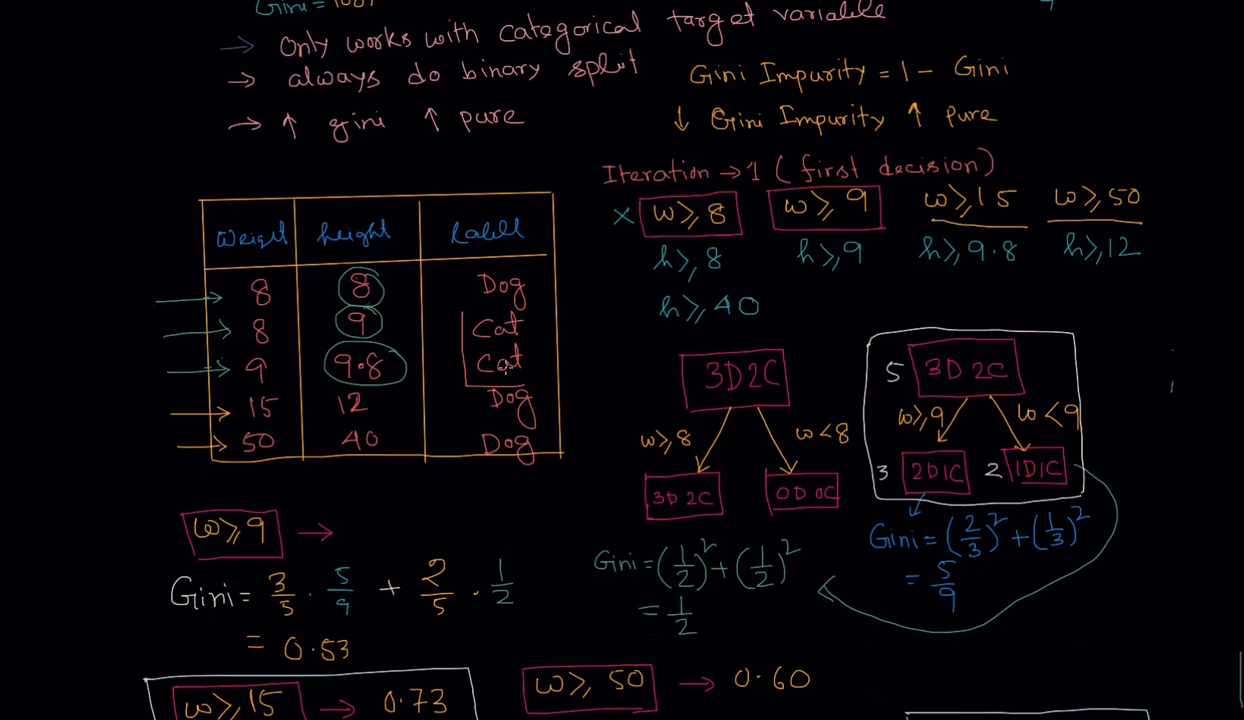 → Only works with categorical target variable
→ always do binary split
→ ↑ gini ↑ pure
Gini Impurity = 1 - Gini
↓ Gini Impurity ↑ pure
Iteration → 1 (first decision)
× w ≥ 8 w ≥ 9 w ≥ 15 w ≥ 50
h ≥ 8 h ≥ 9 h ≥ 9.8 h ≥ 12
h ≥ 40
Weight height Labell
8 8 Dog
8 9 Cat
9 9.8 Cat
15 12 Dog
50 40 Dog
3D 2C
w ≥ 8 w < 8
3D 2C 0D 0C
5 3D 2C
w ≥ 9 w < 9
3 2D1C 2 1D1C
Gini = (2/3)² + (1/3)²
= 5/9
Gini = (1/2)² + (1/2)²
= 1/2
w ≥ 9 →
Gini = 3/5 · 5/9 + 2/5 · 1/2
= 0.53
w ≥ 15 → 0.73
w ≥ 50 → 0.60